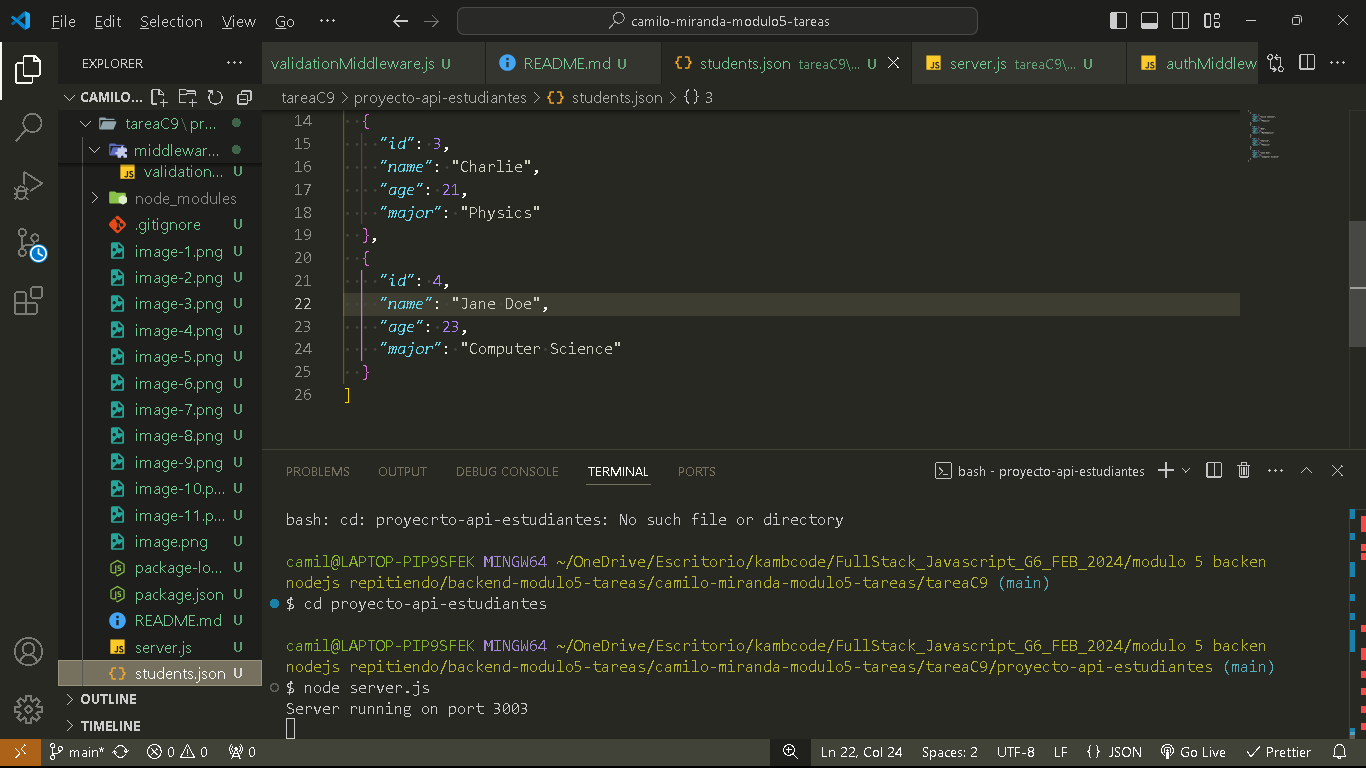 File Edit Selection View Go ··· camilo-miranda-modulo5-tareas
EXPLORER ···
validationMiddleware.js U README.md U students.json tareaC9\... U server.js tareaC9\... U authMiddlew
CAMILO...
tareaC9 > proyecto-api-estudiantes > {} students.json > {} 3
tareaC9 \ pr...
middlewar...
validation... U
node_modules
.gitignore U
image-1.png U
image-2.png U
image-3.png U
image-4.png U
image-5.png U
image-6.png U
image-7.png U
image-8.png U
image-9.png U
image-10.p... U
image-11.p... U
image.png U
package-lo... U
package.json U
README.md U
server.js U
students.json U
OUTLINE
TIMELINE
14 {
15 "id": 3,
16 "name": "Charlie",
17 "age": 21,
18 "major": "Physics"
19 },
20 {
21 "id": 4,
22 "name": "Jane Doe",
23 "age": 23,
24 "major": "Computer Science"
25 }
26 ]
PROBLEMS OUTPUT DEBUG CONSOLE TERMINAL PORTS bash - proyecto-api-estudiantes
bash: cd: proyecrto-api-estudiantes: No such file or directory
camil@LAPTOP-PIP9SFEK MINGW64 ~/OneDrive/Escritorio/kambcode/FullStack_Javascript_G6_FEB_2024/modulo 5 backen
nodejs repitiendo/backend-modulo5-tareas/camilo-miranda-modulo5-tareas/tareaC9 (main)
$ cd proyecto-api-estudiantes
camil@LAPTOP-PIP9SFEK MINGW64 ~/OneDrive/Escritorio/kambcode/FullStack_Javascript_G6_FEB_2024/modulo 5 backen
nodejs repitiendo/backend-modulo5-tareas/camilo-miranda-modulo5-tareas/tareaC9/proyecto-api-estudiantes (main)
$ node server.js
Server running on port 3003
main* 0 0 0 Ln 22, Col 24 Spaces: 2 UTF-8 LF {} JSON Go Live Prettier